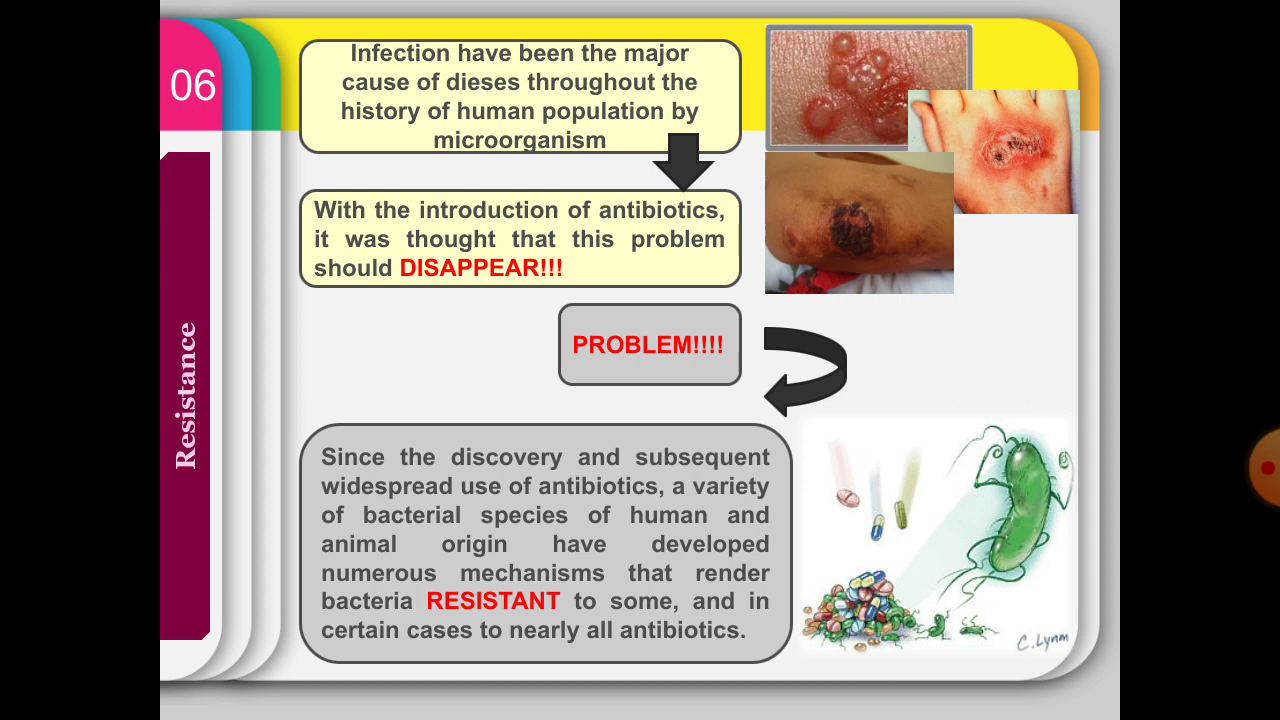 06
Infection have been the major
cause of dieses throughout the
history of human population by
microorganism
With the introduction of antibiotics,
it was thought that this problem
should DISAPPEAR!!!
PROBLEM!!!!
Resistance
Since the discovery and subsequent
widespread use of antibiotics, a variety
of bacterial species of human and
animal origin have developed
numerous mechanisms that render
bacteria RESISTANT to some, and in
certain cases to nearly all antibiotics.
C. Lynm